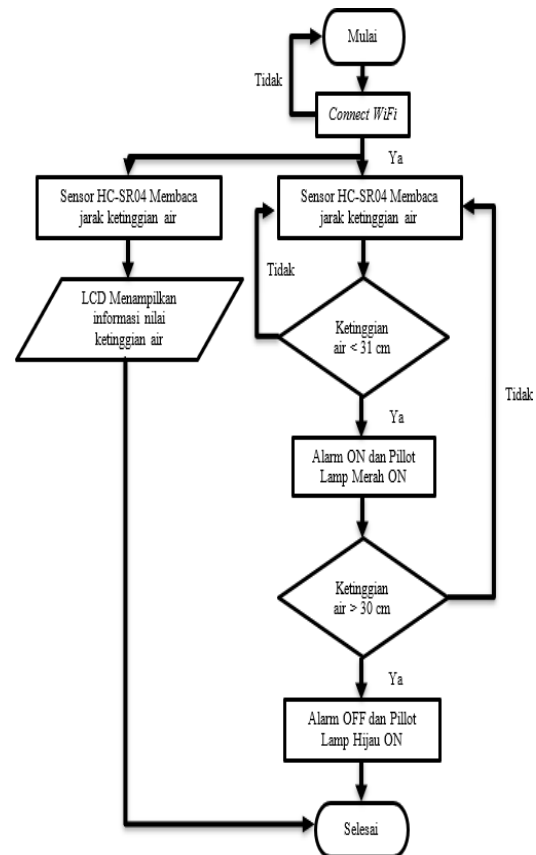 Mulai
Tidak
Connect WiFi
Ya
Sensor HC-SR04 Membaca
jarak ketinggian air
Sensor HC-SR04 Membaca
jarak ketinggian air
Tidak
LCD Menampilkan
informasi nilai
ketinggian air
Ketinggian
air < 31 cm
Tidak
Ya
Alarm ON dan Pillot
Lamp Merah ON
Ketinggian
air > 30 cm
Ya
Alarm OFF dan Pillot
Lamp Hijau ON
Selesai